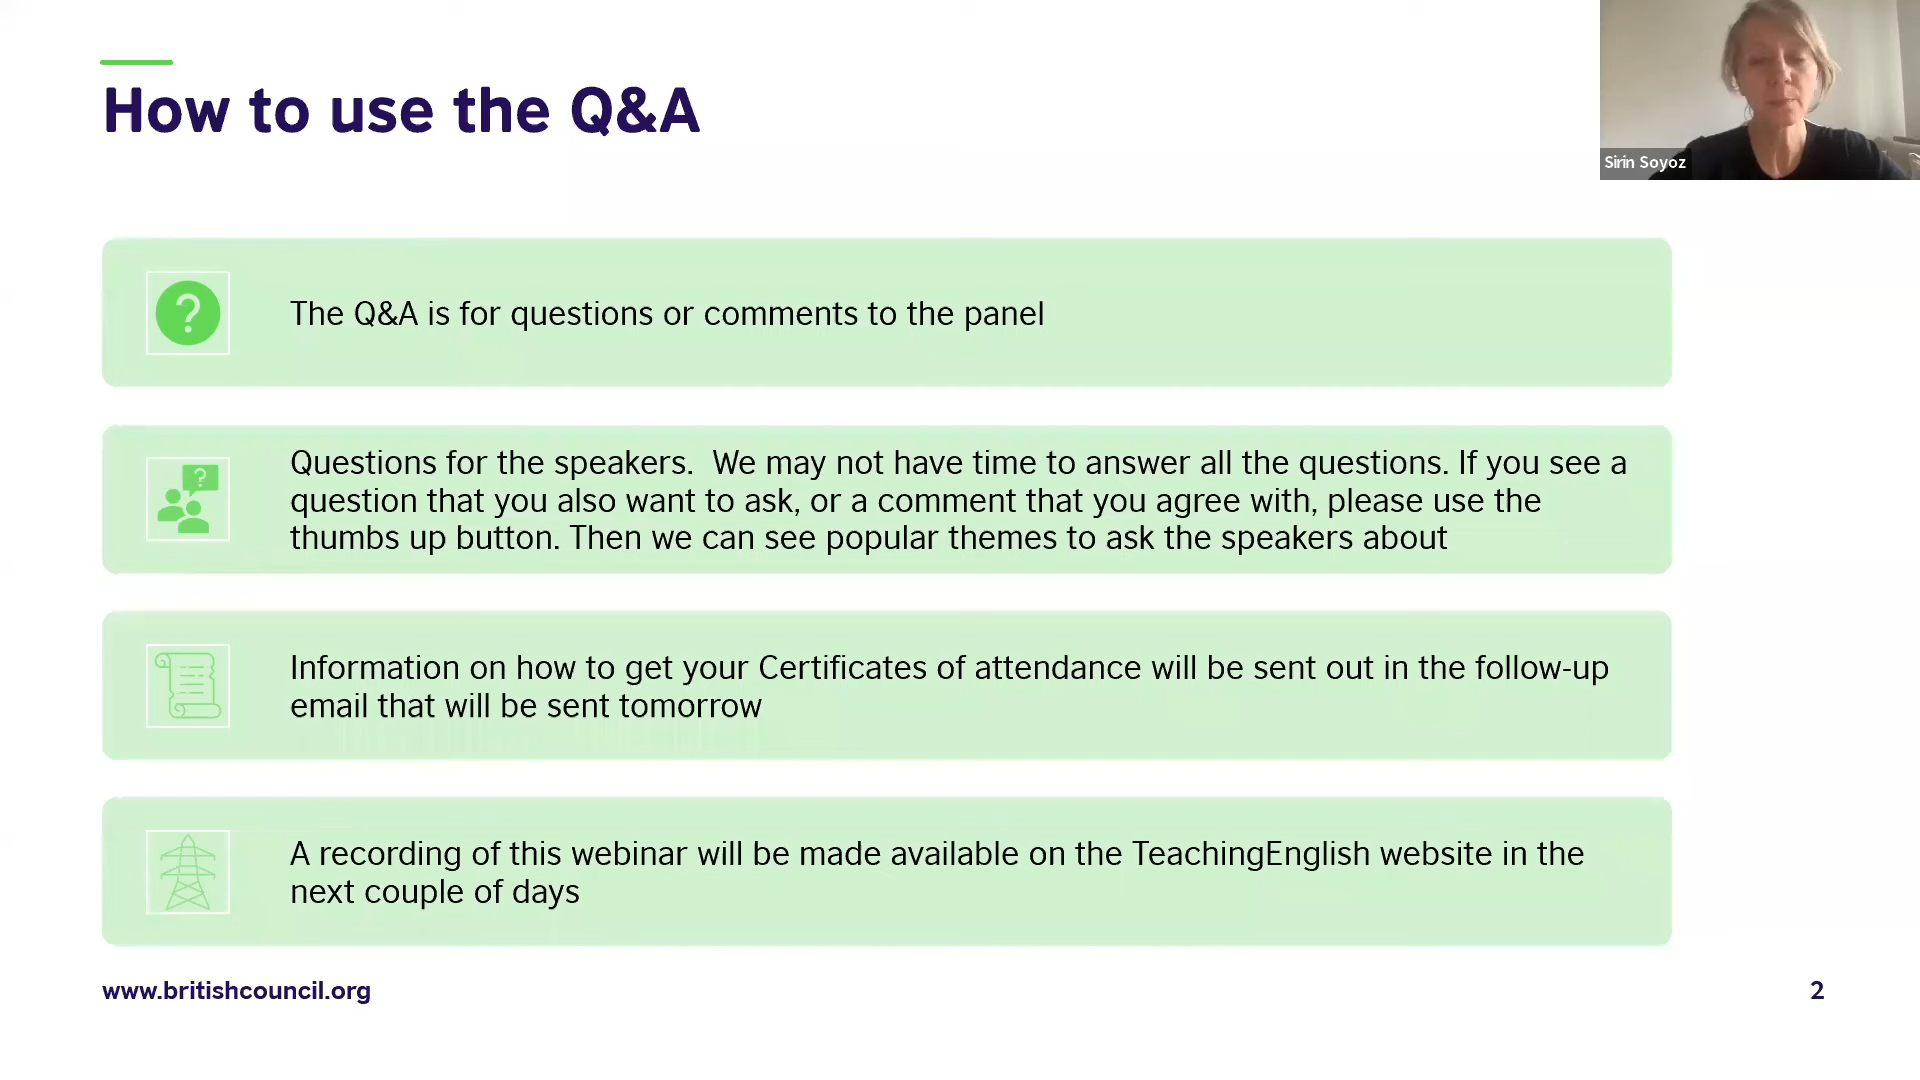 How to use the Q&A
Sirin Soyoz
?
The Q&A is for questions or comments to the panel
?
Questions for the speakers.  We may not have time to answer all the questions. If you see a
question that you also want to ask, or a comment that you agree with, please use the
thumbs up button. Then we can see popular themes to ask the speakers about
Information on how to get your Certificates of attendance will be sent out in the follow-up
email that will be sent tomorrow
A recording of this webinar will be made available on the TeachingEnglish website in the
next couple of days
www.britishcouncil.org
2